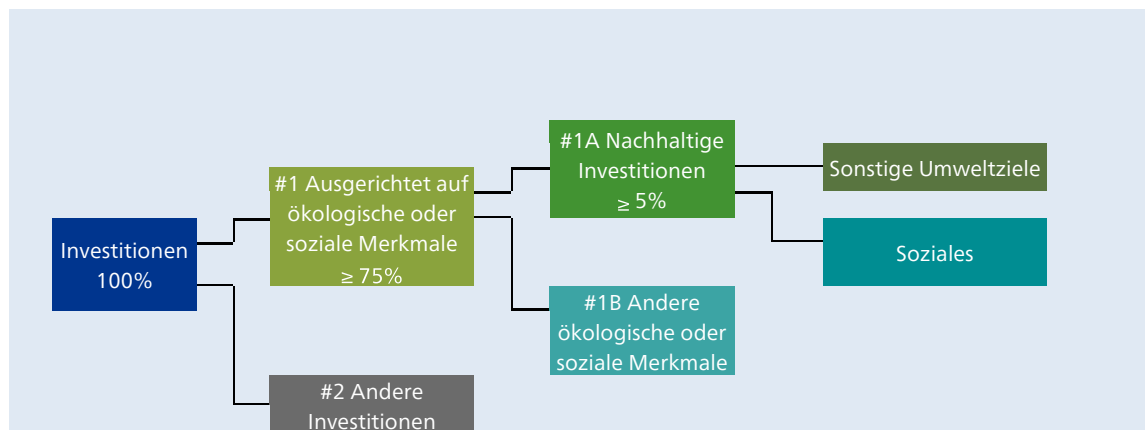 Investitionen
100%
#1 Ausgerichtet auf
ökologische oder
soziale Merkmale
≥ 75%
#2 Andere
Investitionen
#1A Nachhaltige
Investitionen
≥ 5%
#1B Andere
ökologische oder
soziale Merkmale
Sonstige Umweltziele
Soziales